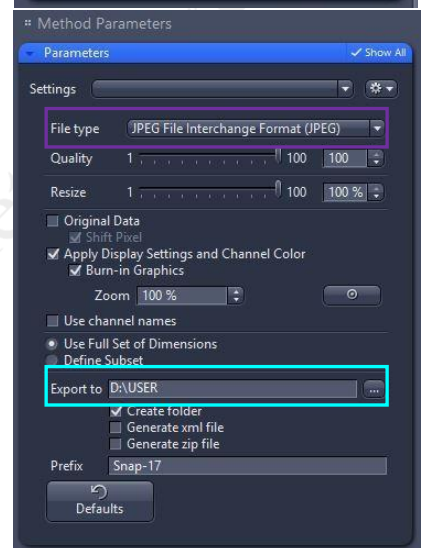 Method Parameters
Parameters Show All
Settings
File type JPEG File Interchange Format (JPEG)
Quality 1 100 100
Resize 1 100 100 %
Original Data
Shift Pixel
Apply Display Settings and Channel Color
Burn-in Graphics
Zoom 100 %
Use channel names
Use Full Set of Dimensions
Define Subset
Export to D:\USER ...
Create folder
Generate xml file
Generate zip file
Prefix Snap-17
Defaults